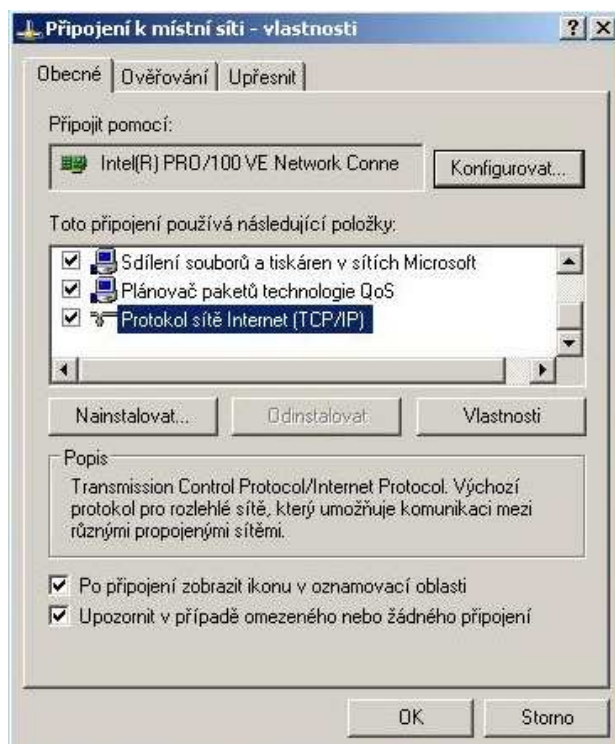 Připojení k místní síti - vlastnosti
Obecné Ověřování Upřesnit
Připojit pomocí:
Intel(R) PRO/100 VE Network Conne
Konfigurovat...
Toto připojení používá následující položky:
Sdílení souborů a tiskáren v sítích Microsoft
Plánovač paketů technologie QoS
Protokol sítě Internet (TCP/IP)
Nainstalovat... Odinstalovat Vlastnosti
Popis
Transmission Control Protocol/Internet Protocol. Výchozí
protokol pro rozlehlé sítě, který umožňuje komunikaci mezi
různými propojenými sítěmi.
Po připojení zobrazit ikonu v oznamovací oblasti
Upozornit v případě omezeného nebo žádného připojení
OK Storno